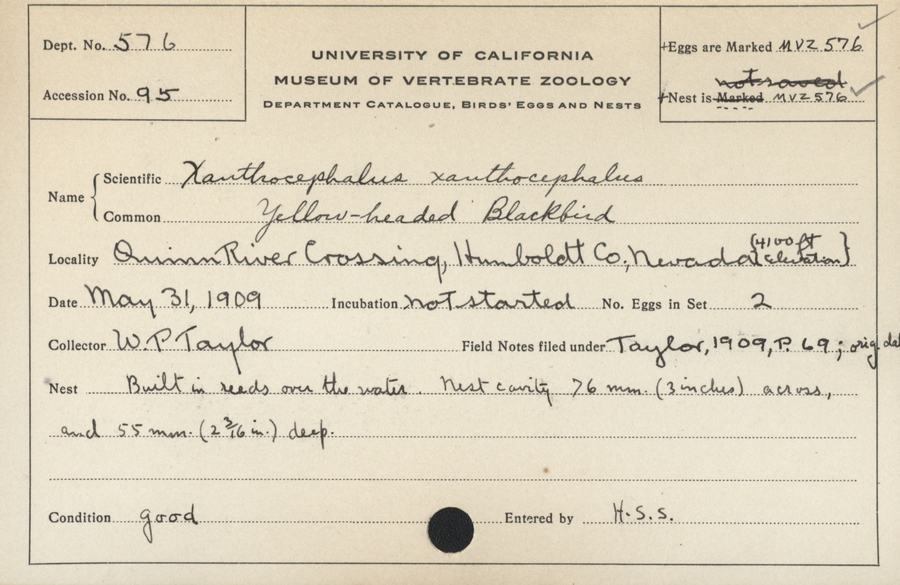 Dept. No. 576
Accession No. 95
UNIVERSITY OF CALIFORNIA
MUSEUM OF VERTEBRATE ZOOLOGY
DEPARTMENT CATALOGUE, BIRDS' EGGS AND NESTS
+Eggs are Marked MVZ 576
not saved
+Nest is Marked MVZ 576
Name
Scientific Xanthocephalus xanthocephalus
Common Yellow-headed Blackbird
Locality Quinn River Crossing, Humboldt Co., Nevada {4100 ft elevation}
Date May 31, 1909 Incubation not started No. Eggs in Set 2
Collector W.P. Taylor Field Notes filed under Taylor, 1909, P. 69; orig. dat
Nest Built in reeds over the water. Nest cavity 76 mm. (3 inches) across,
and 55 mm. (2 3/16 in.) deep.
Condition good Entered by H.S.S.